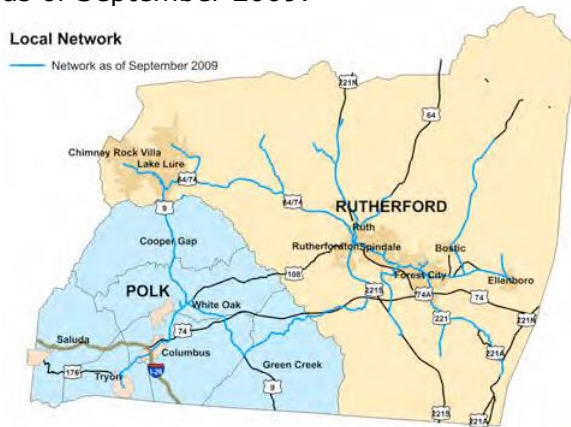 as of September 2009.
Local Network
Network as of September 2009
221N
64
Chimney Rock Villa
Lake Lure
64/74
9
64/74
RUTHERFORD
Ruth
Rutherfordton
Spindale
Cooper Gap
Bostic
108
Forest City
Ellenboro
POLK
White Oak
221S
74A
74
74
221
221N
Saluda
Columbus
221A
176
Tryon
I-26
Green Creek
9
221S
221A